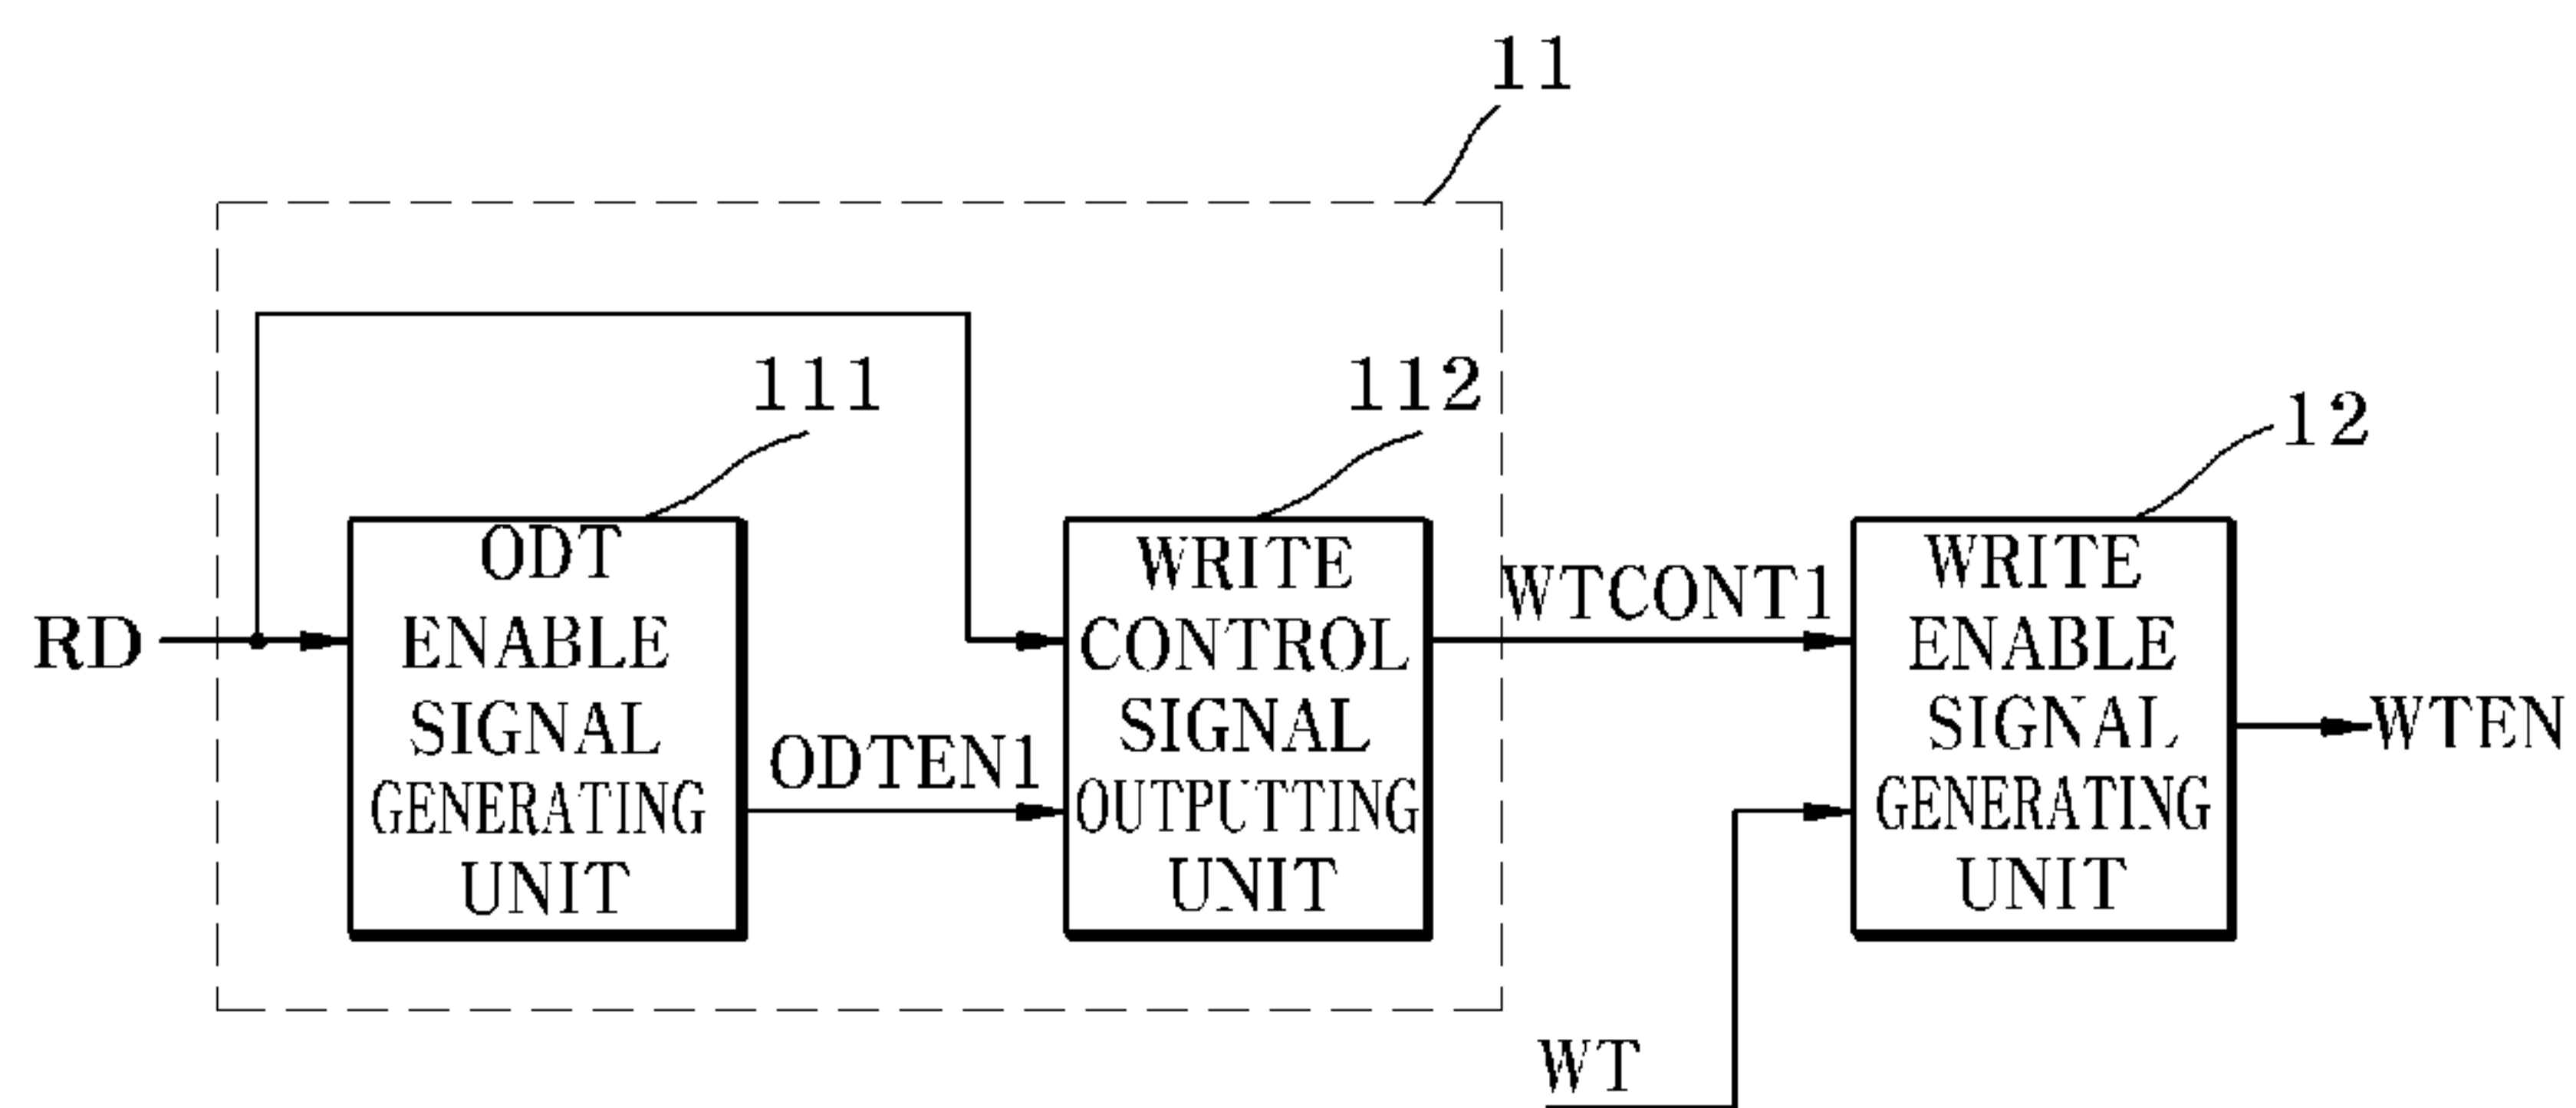 11
111
112
12
ODT
ENABLE
SIGNAL
GENERATING
UNIT
WRITE
CONTROL
SIGNAL
OUTPUTTING
UNIT
WRITE
ENABLE
SIGNAL
GENERATING
UNIT
RD
ODTEN1
WTCONT1
WTEN
WT